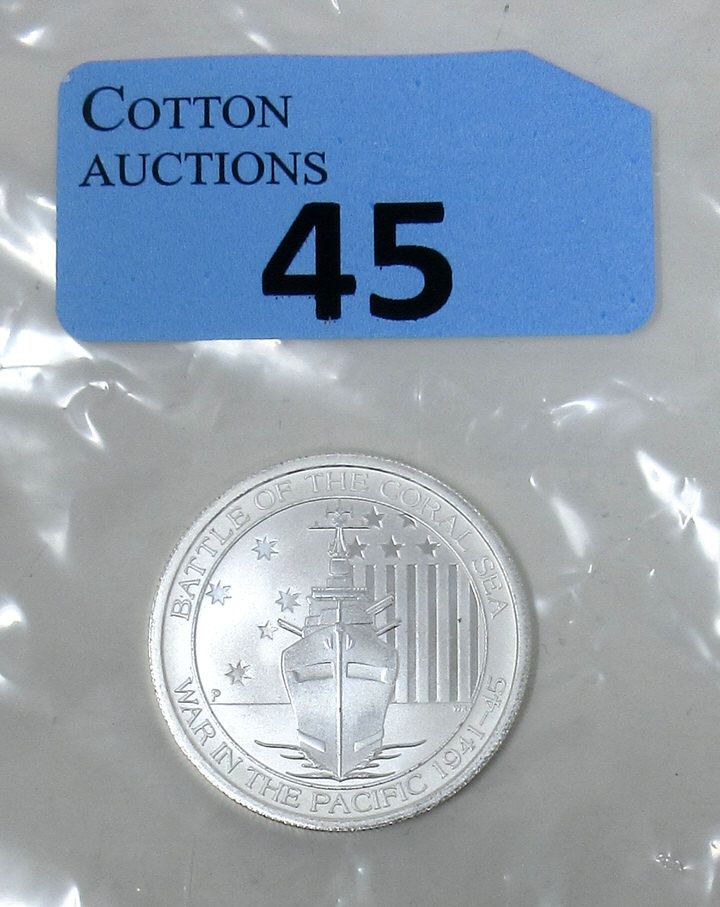 COTTON
AUCTIONS
45
BATTLE OF THE CORAL SEA
WAR IN THE PACIFIC 1941–45
P